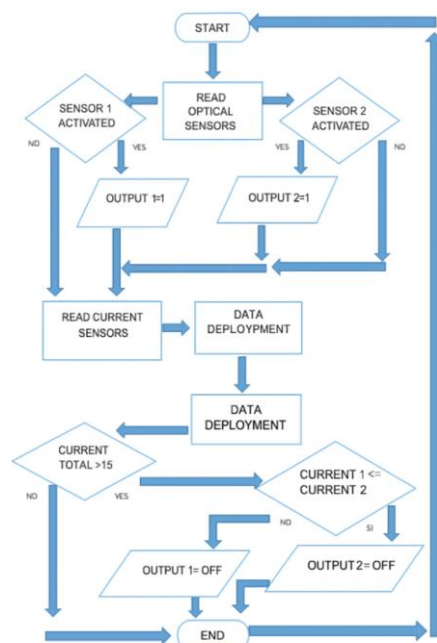 START
SENSOR 1
ACTIVATED
READ
OPTICAL
SENSORS
SENSOR 2
ACTIVATED
NO
YES
YES
NO
OUTPUT 1=1
OUTPUT 2=1
READ CURRENT
SENSORS
DATA
DEPLOYPMENT
DATA
DEPLOYMENT
CURRENT
TOTAL >15
CURRENT 1 <=
CURRENT 2
NO
YES
NO
SI
OUTPUT 1= OFF
OUTPUT 2= OFF
END